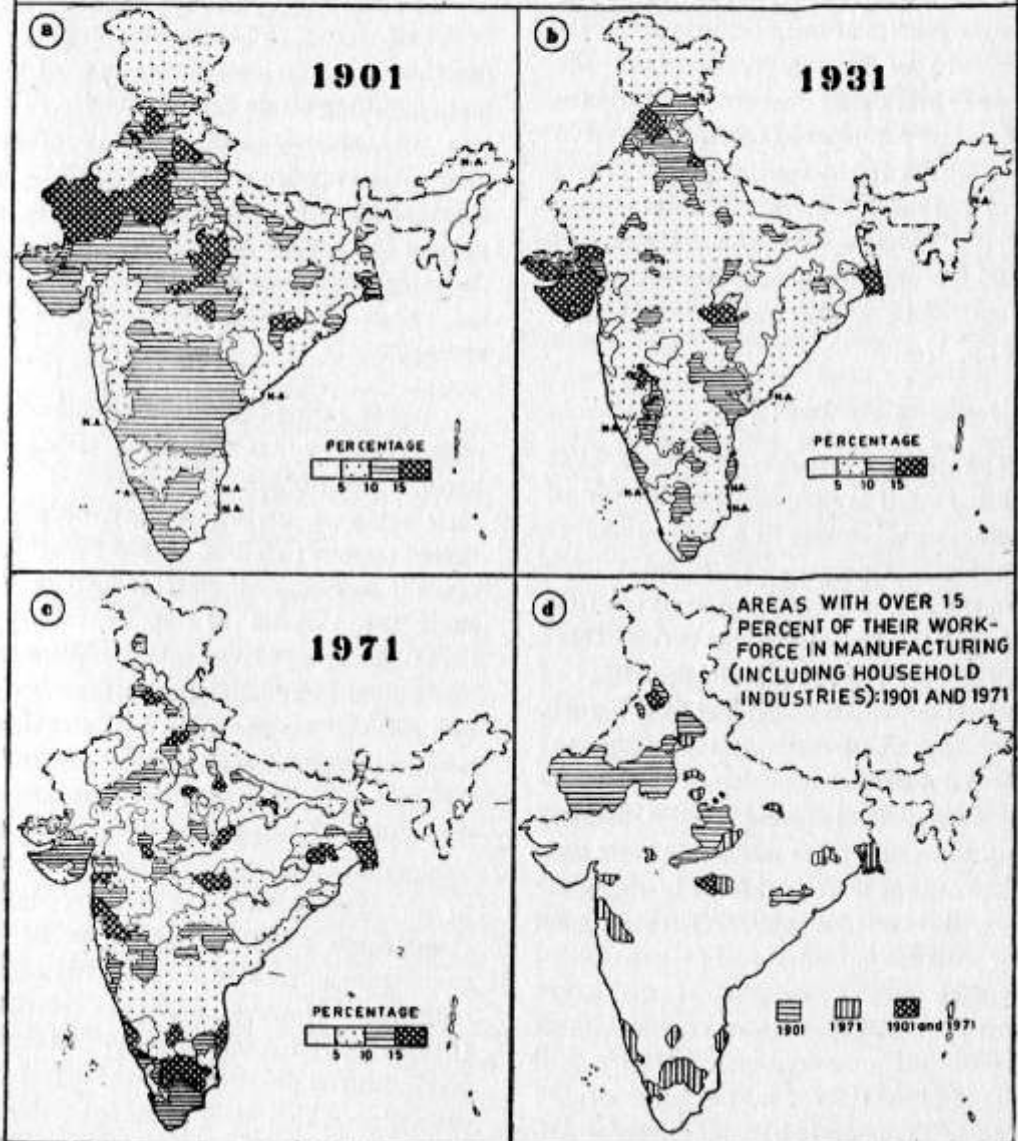 a
1901
N.A.
N.A.
N.A.
PERCENTAGE
5 10 15
N.A.
N.A.
b
1931
N.A.
N.A.
N.A.
PERCENTAGE
5 10 15
N.A.
N.A.
N.A.
c
1971
PERCENTAGE
5 10 15
d
AREAS WITH OVER 15
PERCENT OF THEIR WORK-
FORCE IN MANUFACTURING
(INCLUDING HOUSEHOLD
INDUSTRIES):1901 AND 1971
1901 1971 1901 and 1971